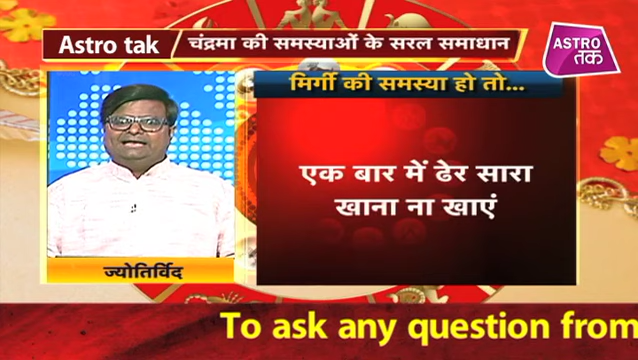 Astro tak
चंद्रमा की समस्याओं के सरल समाधान
ASTRO
तक
मिर्गी की समस्या हो तो...
एक बार में ढेर सारा
खाना ना खाएं
ज्योतिर्विद
To ask any question from